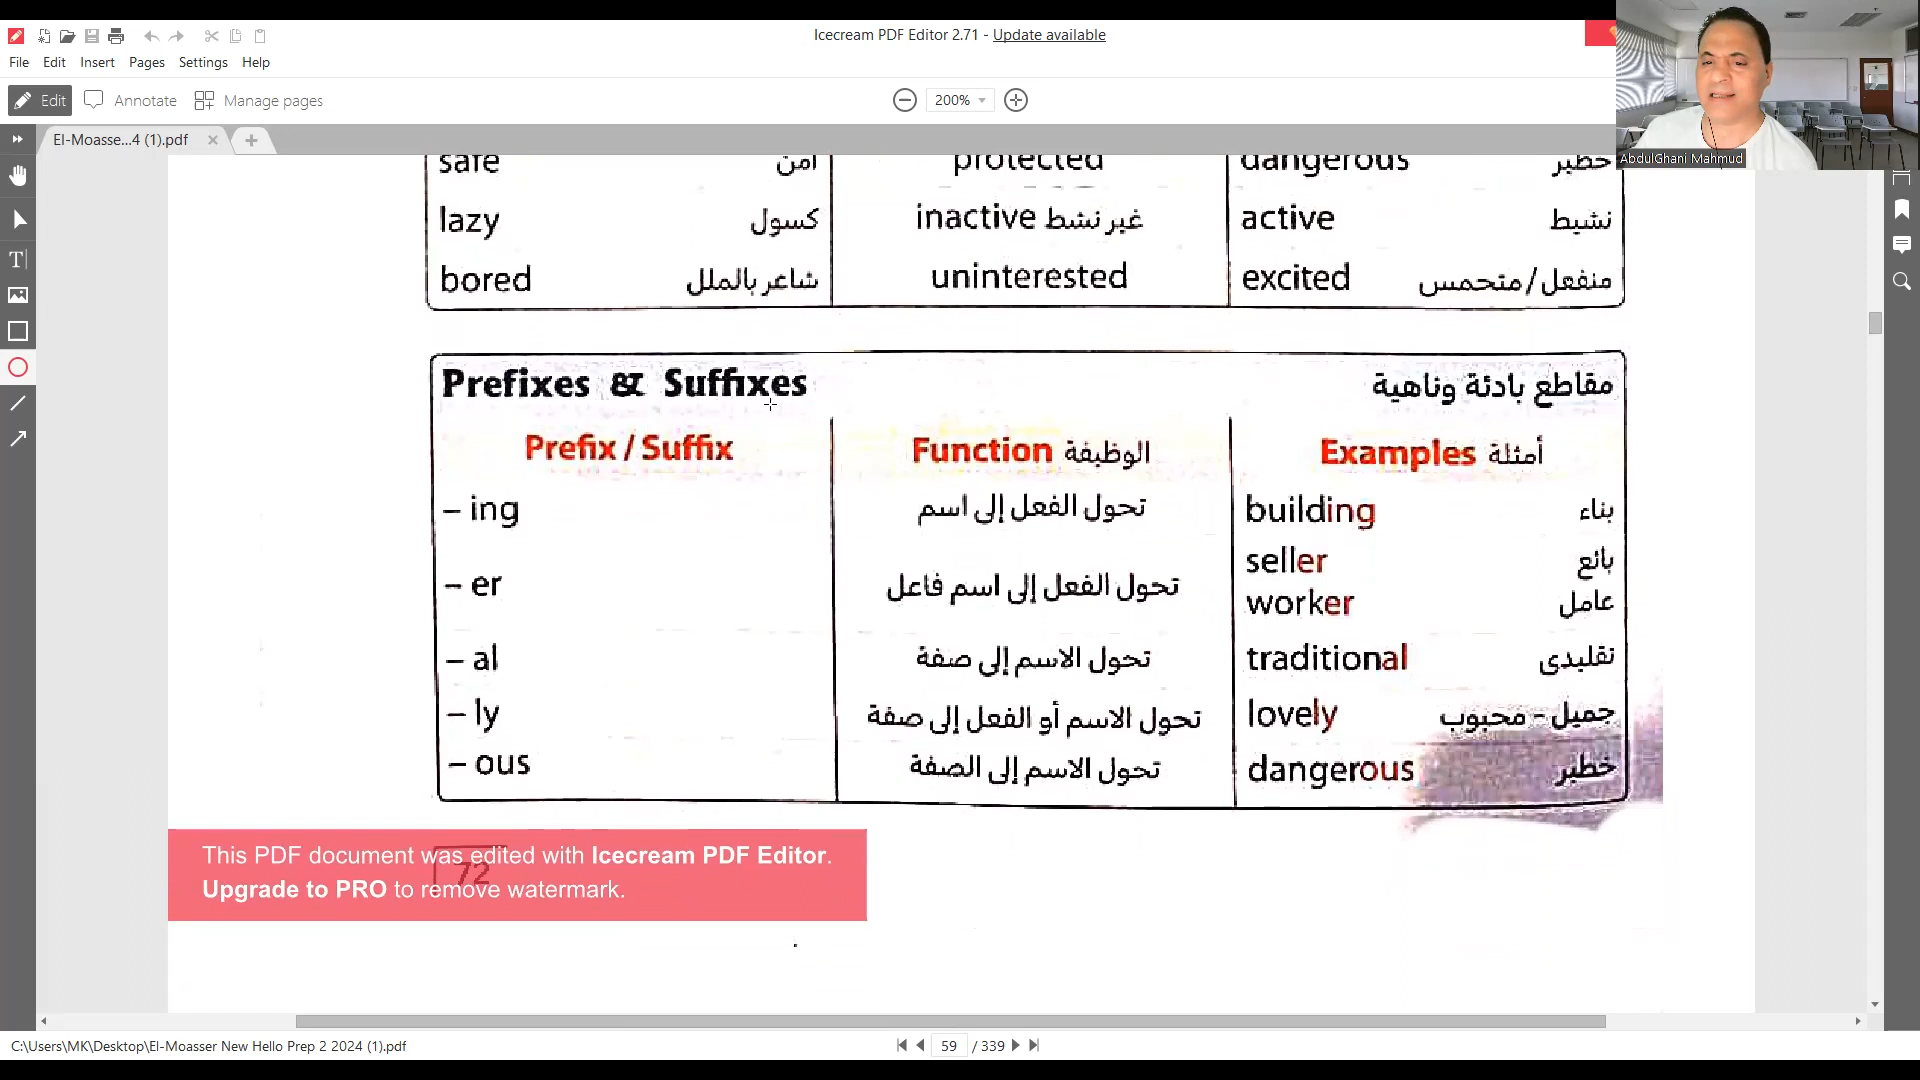 Icecream PDF Editor 2.71 - Update available
File Edit Insert Pages Settings Help
Edit Annotate Manage pages
200%
El-Moasse...4 (1).pdf
AbdulGhani Mahmud
safe آمن protected dangerous خطير
lazy كسول inactive غير نشط active نشيط
bored شاعر بالملل uninterested excited منفعل/متحمس
Prefixes & Suffixes مقاطع بادئة وناهية
Prefix / Suffix Function الوظيفة Examples أمثلة
– ing تحول الفعل إلى اسم building بناء
– er تحول الفعل إلى اسم فاعل seller بائع
worker عامل
– al تحول الاسم إلى صفة traditional تقليدى
– ly تحول الاسم أو الفعل إلى صفة lovely جميل - محبوب
– ous تحول الاسم إلى الصفة dangerous خطير
This PDF document was edited with Icecream PDF Editor.
Upgrade to PRO to remove watermark.
72
C:\Users\MK\Desktop\El-Moasser New Hello Prep 2 2024 (1).pdf 59 / 339